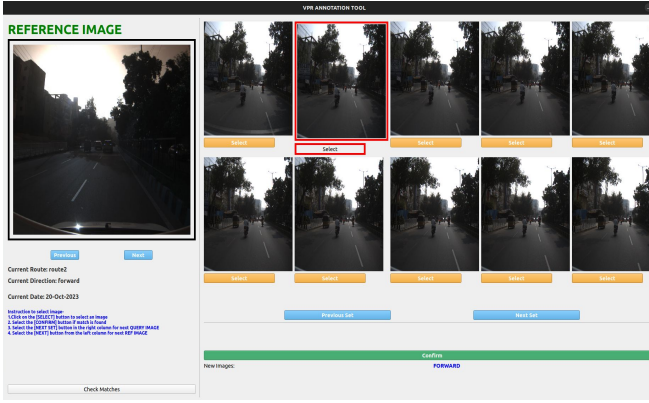 VPR ANNOTATION TOOL
REFERENCE IMAGE
Select
Select
Select
Select
Select
Previous
Next
Current Route: route2
Current Direction: forward
Current Date: 20-Oct-2023
Instruction to select image-
1.Click on the [SELECT] button to select an image
2. Select the [CONFIRM] button if match is found
3. Select the [NEXT SET] button in the right column for next QUERY IMAGE
4. Select the [NEXT] button from the left column for next REF IMAGE
Check Matches
Select
Select
Select
Select
Select
Previous Set
Next Set
Confirm
New Images:
FORWARD